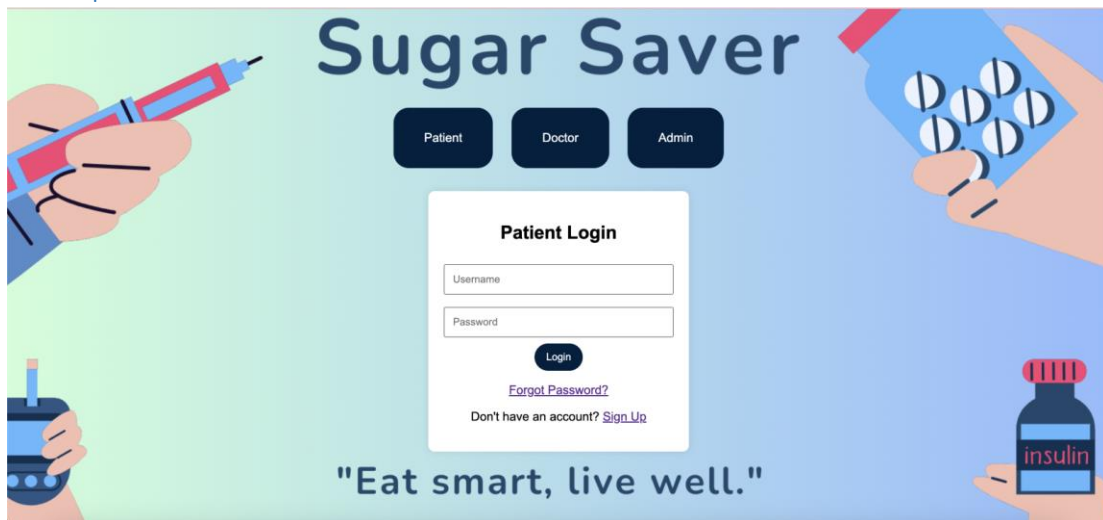 Sugar Saver
Patient Doctor Admin
Patient Login
Username
Password
Login
Forgot Password?
Don't have an account? Sign Up
insulin
"Eat smart, live well."